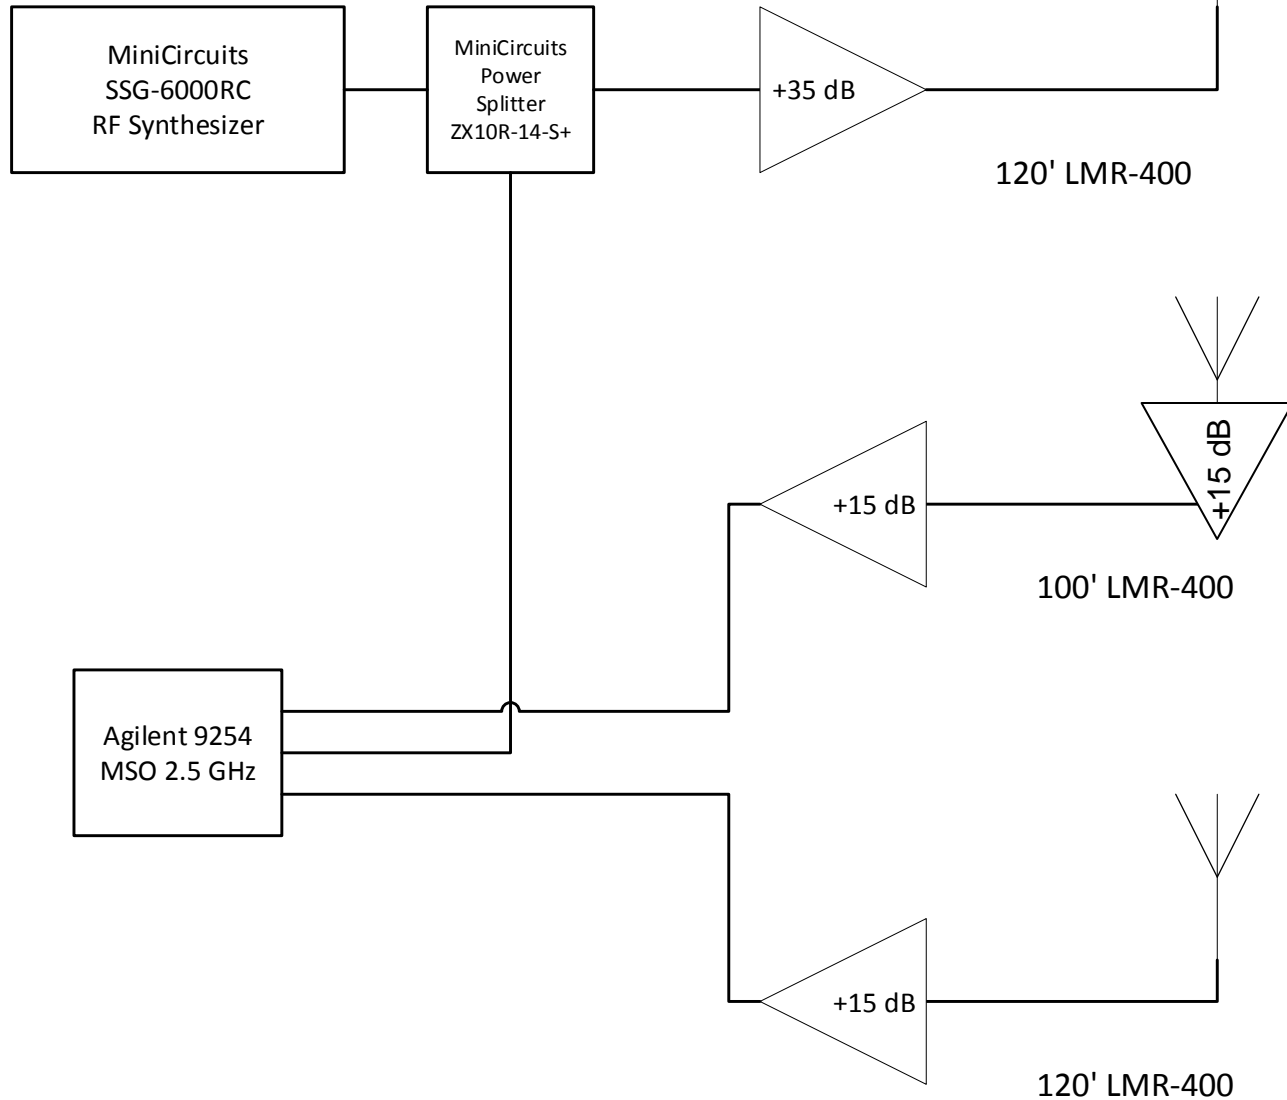 MiniCircuits
SSG-6000RC
RF Synthesizer
MiniCircuits
Power
Splitter
ZX10R-14-S+
+35 dB
120' LMR-400
+15 dB
+15 dB
100' LMR-400
Agilent 9254
MSO 2.5 GHz
+15 dB
120' LMR-400